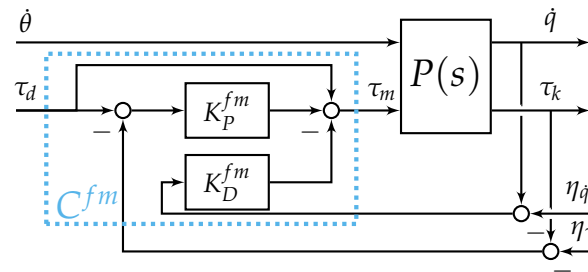 θ̇ q̇
τ_d K_P^{fm} τ_m P(s) τ_k
−
−
K_D^{fm}
C^{fm}
η_q̇
−
−